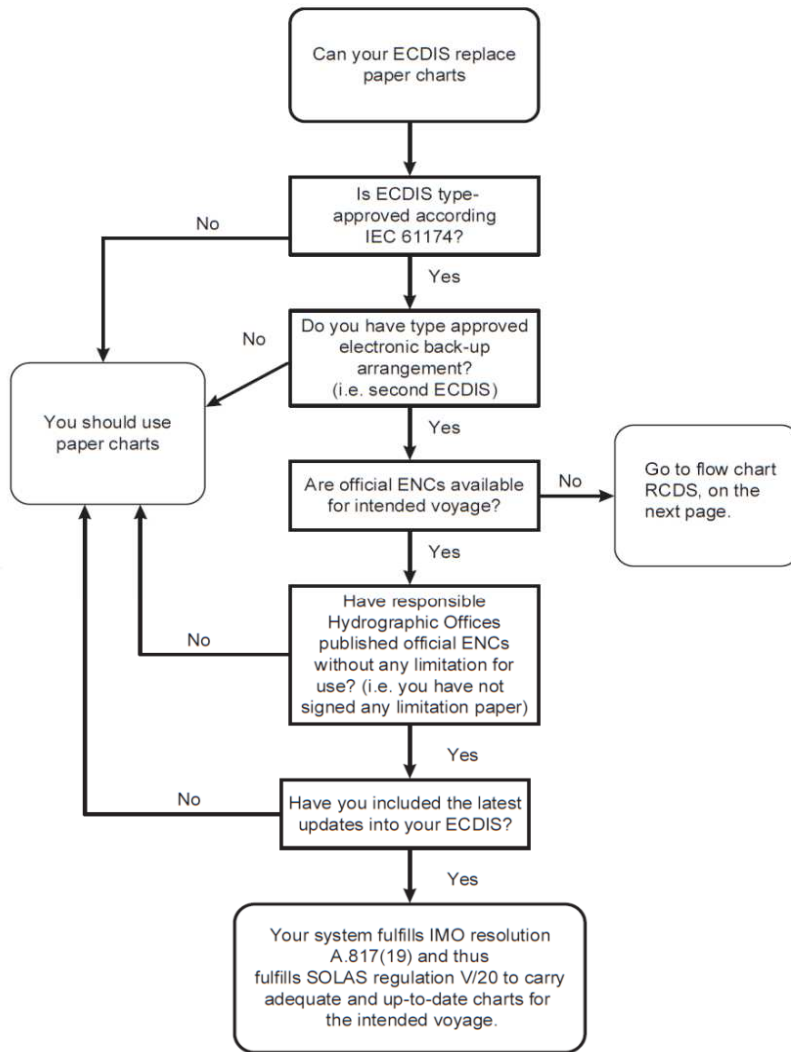 Can your ECDIS replace
paper charts
Is ECDIS type-
approved according
IEC 61174?
No
Yes
Do you have type approved
electronic back-up
arrangement?
(i.e. second ECDIS)
No
Yes
You should use
paper charts
Are official ENCs available
for intended voyage?
No
Go to flow chart
RCDS, on the
next page.
Yes
Have responsible
Hydrographic Offices
published official ENCs
without any limitation for
use? (i.e. you have not
signed any limitation paper)
No
Yes
Have you included the latest
updates into your ECDIS?
No
Yes
Your system fulfills IMO resolution
A.817(19) and thus
fulfills SOLAS regulation V/20 to carry
adequate and up-to-date charts for
the intended voyage.